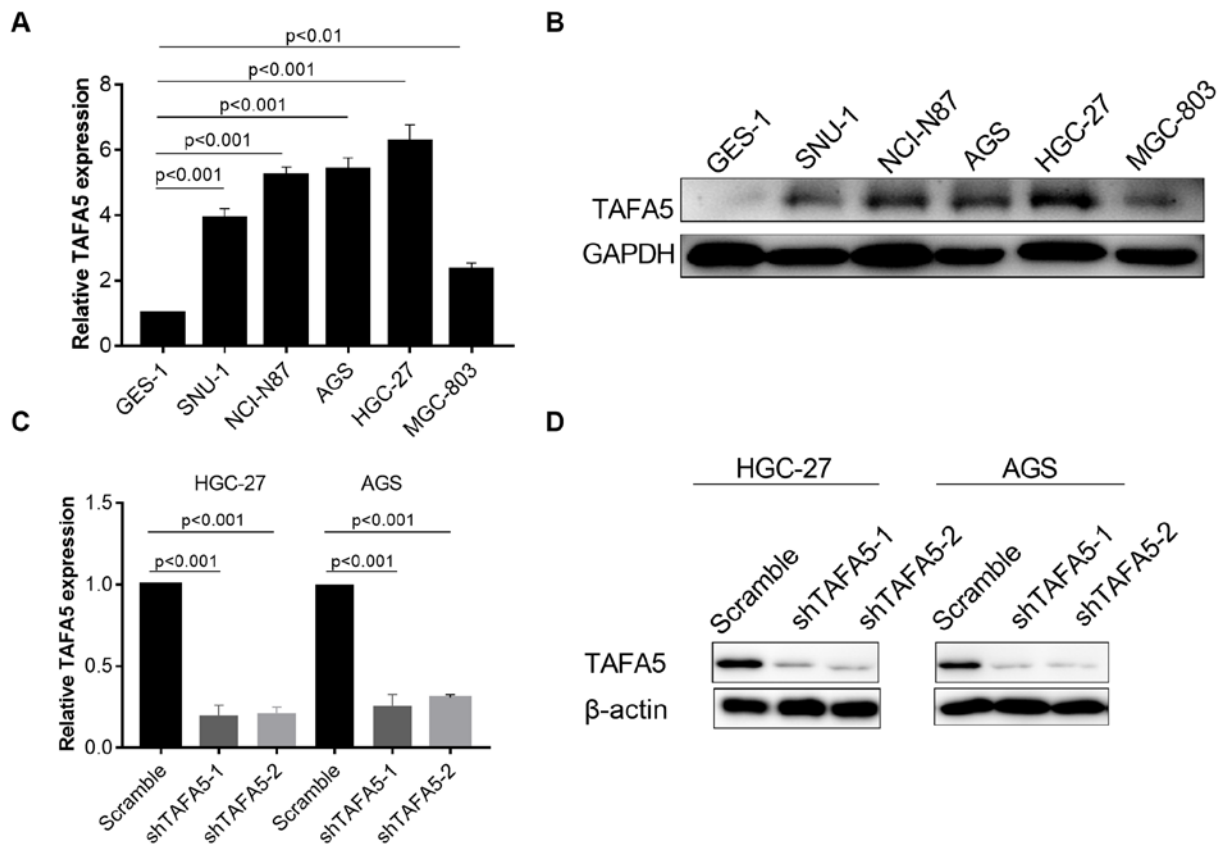 A
p<0.01
p<0.001
p<0.001
p<0.001
p<0.001
Relative TAFA5 expression
8
6
4
2
0
GES-1
SNU-1
NCI-N87
AGS
HGC-27
MGC-803
B
GES-1
SNU-1
NCI-N87
AGS
HGC-27
MGC-803
TAFA5
GAPDH
C
HGC-27
AGS
p<0.001
p<0.001
p<0.001
p<0.001
Relative TAFA5 expression
1.5
1.0
0.5
0.0
Scramble
shTAFA5-1
shTAFA5-2
Scramble
shTAFA5-1
shTAFA5-2
D
HGC-27
AGS
Scramble
shTAFA5-1
shTAFA5-2
Scramble
shTAFA5-1
shTAFA5-2
TAFA5
β-actin